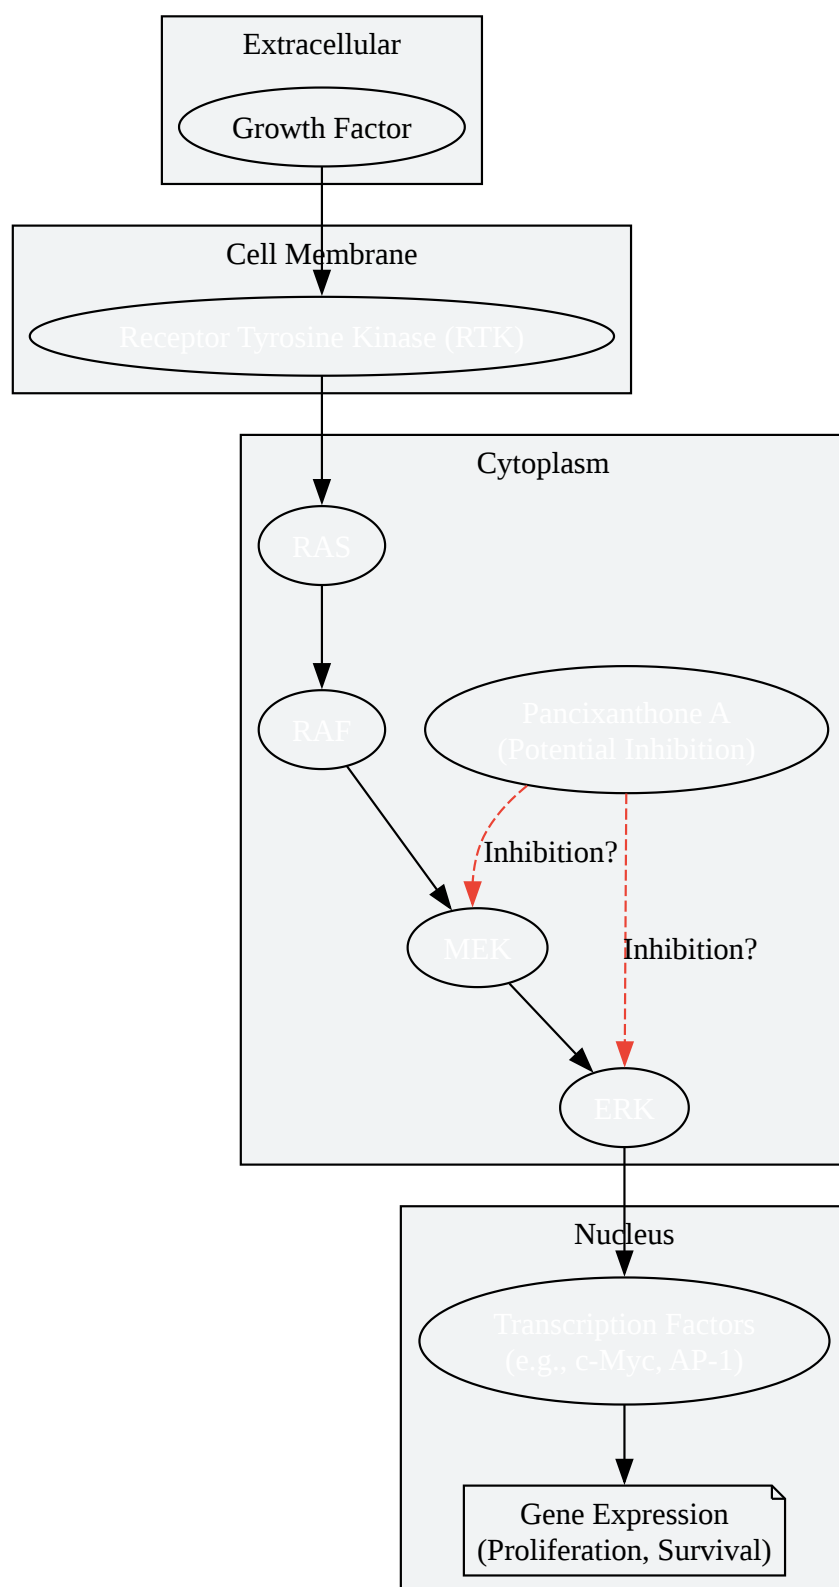 Extracellular
Growth Factor
Cell Membrane
Receptor Tyrosine Kinase (RTK)
Cytoplasm
RAS
RAF
Pancixanthone A
(Potential Inhibition)
Inhibition?
MEK
Inhibition?
ERK
Nucleus
Transcription Factors
(e.g., c-Myc, AP-1)
Gene Expression
(Proliferation, Survival)